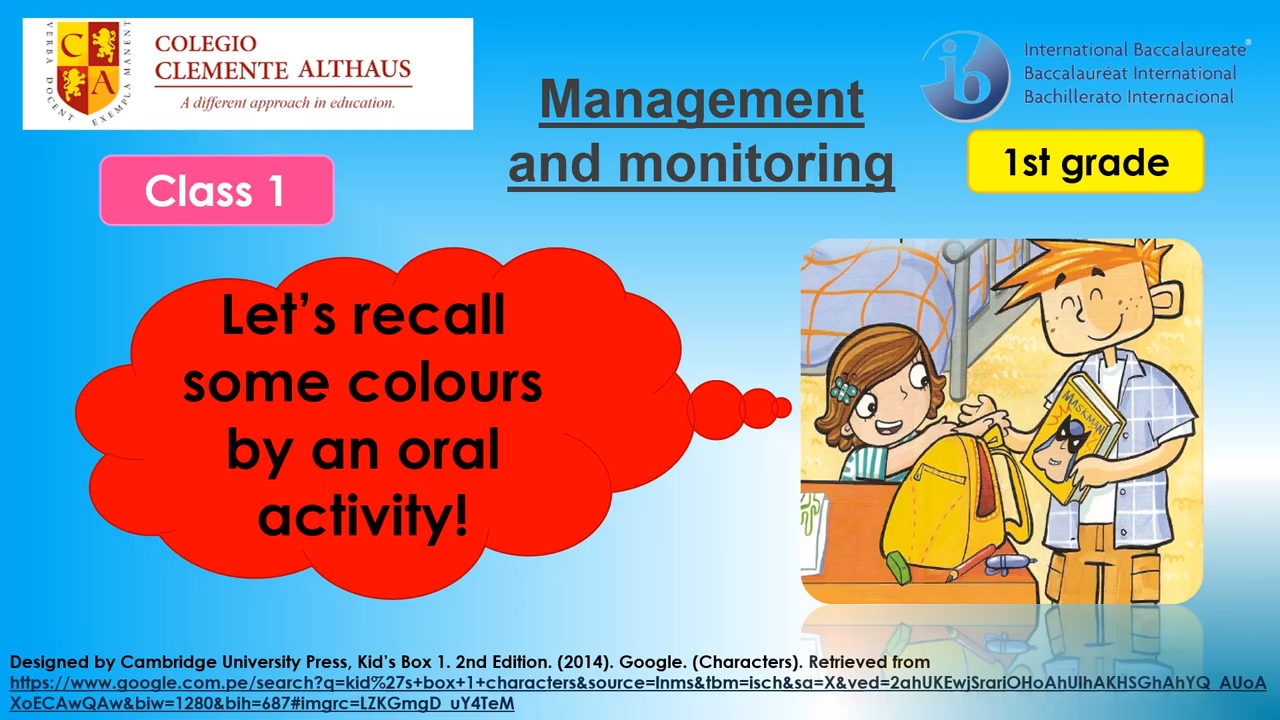 VERBA DOCENT EXEMPLA MANENT
C
A
COLEGIO
CLEMENTE ALTHAUS
A different approach in education.
Management
and monitoring
ib
International Baccalaureate®
Baccalauréat International
Bachillerato Internacional
Class 1
1st grade
Let’s recall
some colours
by an oral
activity!
MASKMAN
Designed by Cambridge University Press, Kid’s Box 1. 2nd Edition. (2014). Google. (Characters). Retrieved from
https://www.google.com.pe/search?q=kid%27s+box+1+characters&source=lnms&tbm=isch&sa=X&ved=2ahUKEwjSrariOHoAhUIhAKHSGhAhYQ_AUoA
XoECAwQAw&biw=1280&bih=687#imgrc=LZKGmgD_uY4TeM